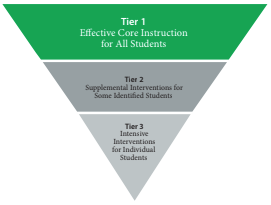 Tier 1
Effective Core Instruction
for All Students
Tier 2
Supplemental Interventions for
Some Identified Students
Tier 3
Intensive
Interventions
for Individual
Students